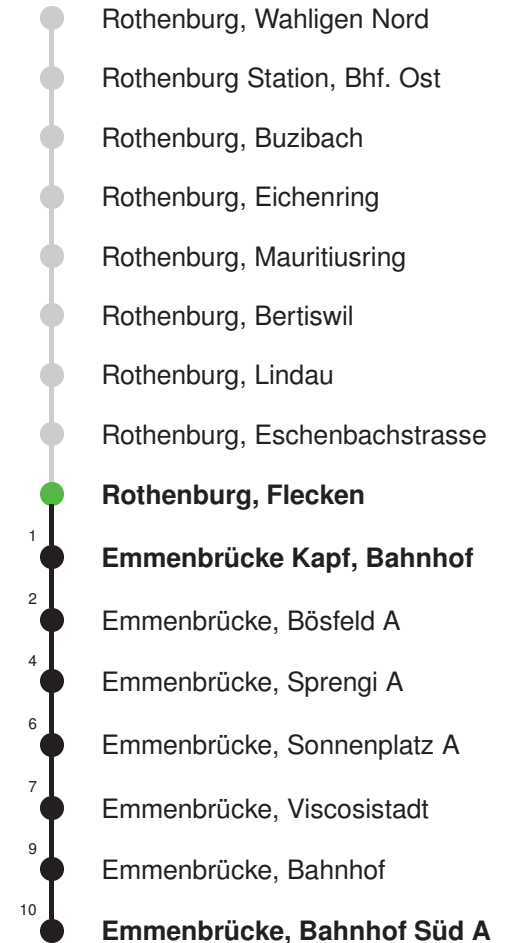 Rothenburg, Wahligen Nord
Rothenburg Station, Bhf. Ost
Rothenburg, Buzibach
Rothenburg, Eichenring
Rothenburg, Mauritiusring
Rothenburg, Bertiswil
Rothenburg, Lindau
Rothenburg, Eschenbachstrasse
Rothenburg, Flecken
1 Emmenbrücke Kapf, Bahnhof
2 Emmenbrücke, Bösfeld A
4 Emmenbrücke, Sprengi A
6 Emmenbrücke, Sonnenplatz A
7 Emmenbrücke, Viscosistadt
9 Emmenbrücke, Bahnhof
10 Emmenbrücke, Bahnhof Süd A